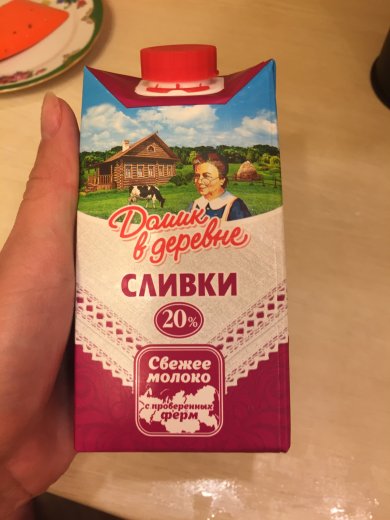 Домик
в деревне
СЛИВКИ
20%
Свежее
молоко
с проверенных
ферм